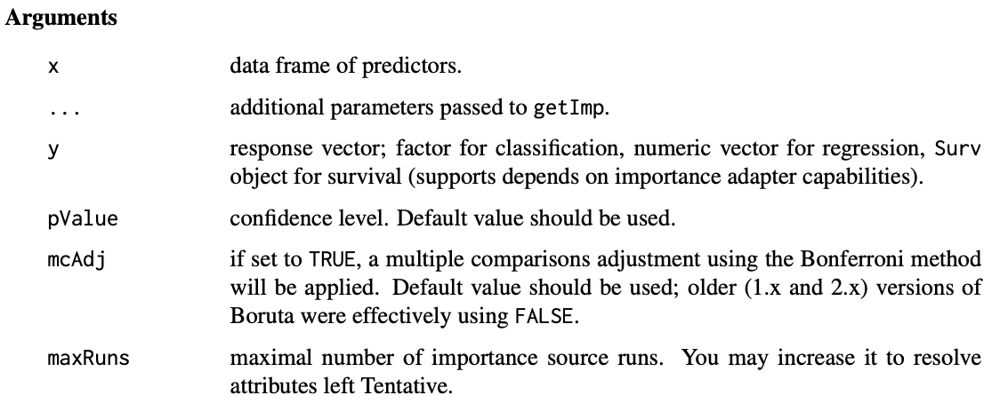 Arguments
x data frame of predictors.
... additional parameters passed to getImp.
y response vector; factor for classification, numeric vector for regression, Surv
object for survival (supports depends on importance adapter capabilities).
pValue confidence level. Default value should be used.
mcAdj if set to TRUE, a multiple comparisons adjustment using the Bonferroni method
will be applied. Default value should be used; older (1.x and 2.x) versions of
Boruta were effectively using FALSE.
maxRuns maximal number of importance source runs. You may increase it to resolve
attributes left Tentative.